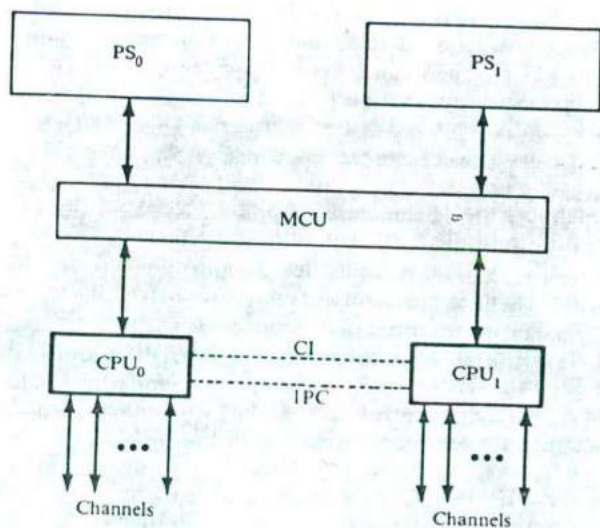 PS₀
PS₁
MCU
CI
CPU₀
CPU₁
IPC
Channels
Channels